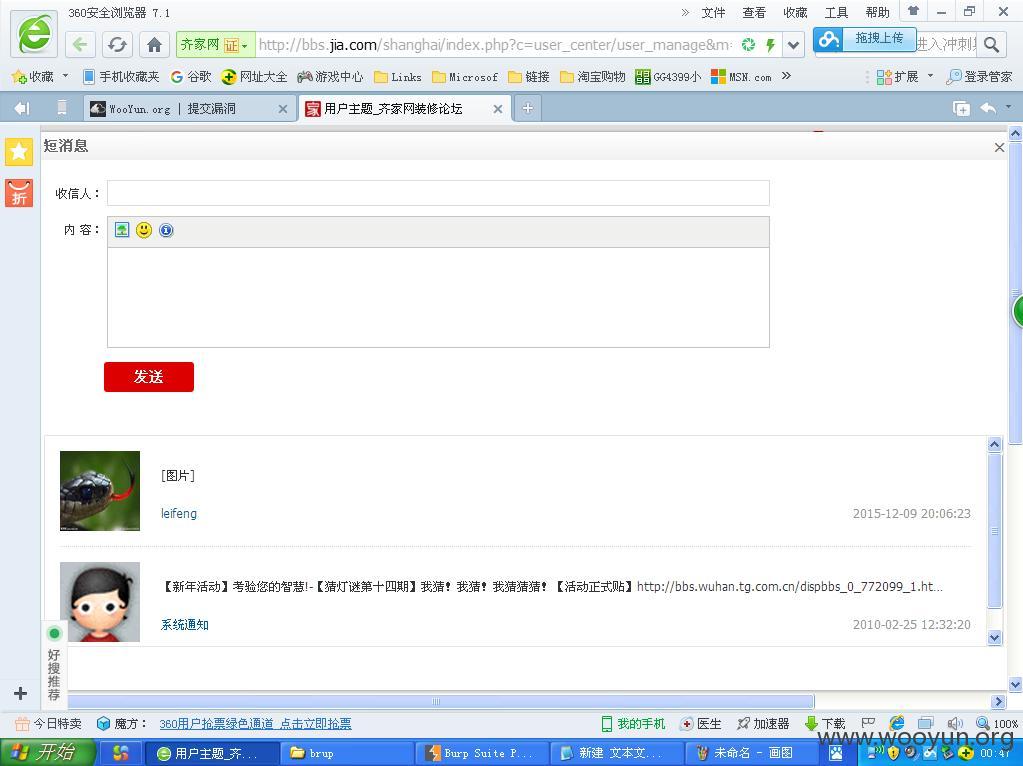 360安全浏览器 7.1
» 文件 查看 收藏 工具 帮助
齐家网 证 http://bbs.jia.com/shanghai/index.php?c=user_center/user_manage&m 拖拽上传
收藏 手机收藏夹 谷歌 网址大全 游戏中心 Links Microsof 链接 淘宝购物 GG4399小 MSN.com » 扩展 登录管家
WooYun.org | 提交漏洞 用户主题_齐家网装修论坛
折
短消息
收信人：
内 容：
发送
[图片]
leifeng 2015-12-09 20:06:23
【新年活动】考验您的智慧!-【猜灯谜第十四期】我猜！我猜！我猜猜猜！【活动正式贴】http://bbs.wuhan.tg.com.cn/dispbbs_0_772099_1.ht...
系统通知 2010-02-25 12:32:20
好搜推荐
今日特卖 魔方： 360用户抢票绿色通道 点击立即抢票 我的手机 医生 加速器 下载 100%
www.wooyun.org
开始 用户主题_齐... brup Burp Suite P... 新建 文本文... 未命名 - 画图 00:47